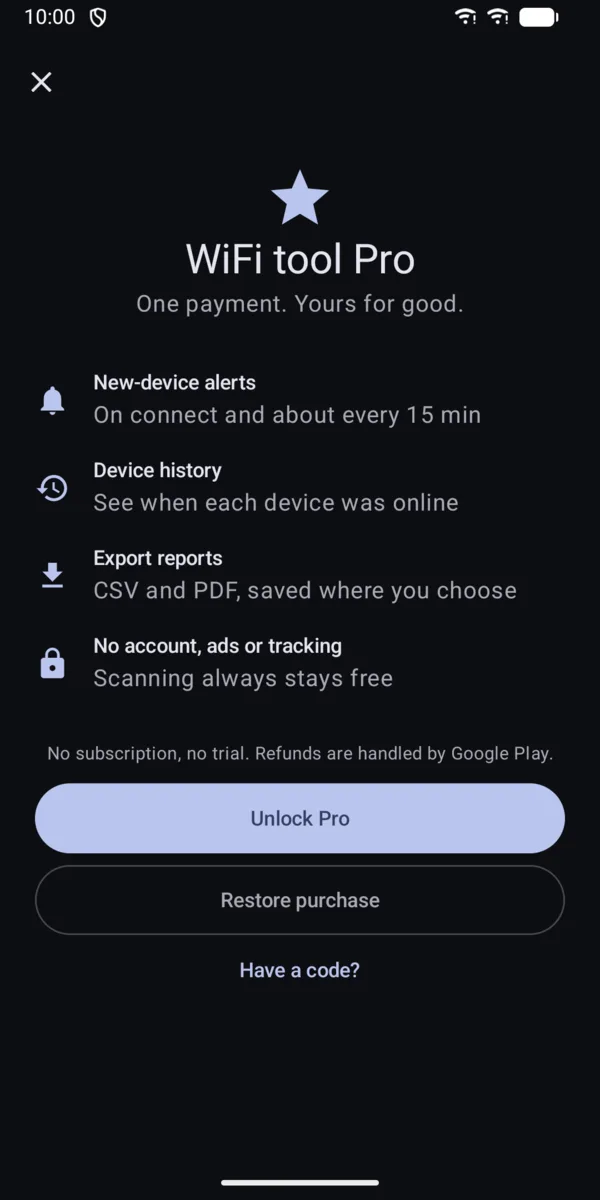 10:00
WiFi tool Pro
One payment. Yours for good.
New-device alerts
On connect and about every 15 min
Device history
See when each device was online
Export reports
CSV and PDF, saved where you choose
No account, ads or tracking
Scanning always stays free
No subscription, no trial. Refunds are handled by Google Play.
Unlock Pro
Restore purchase
Have a code?